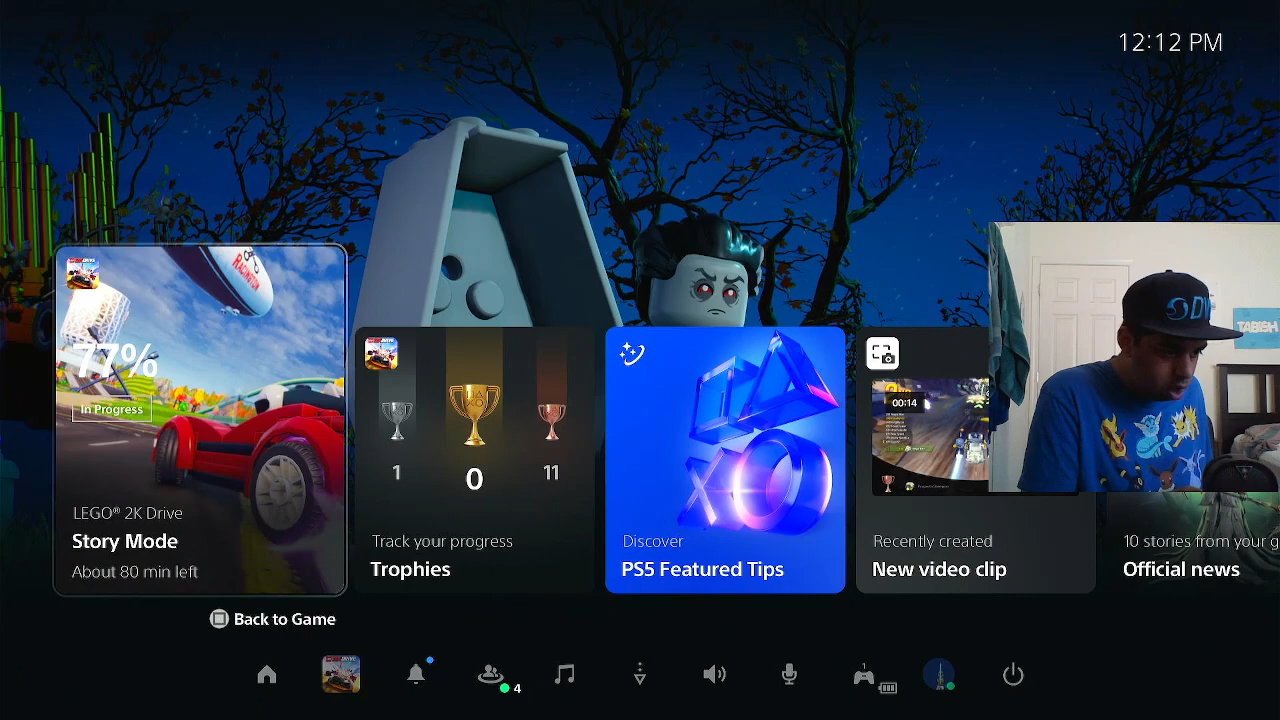 12:12 PM
77%
In Progress
LEGO® 2K Drive
Story Mode
About 80 min left
1
0
11
Track your progress
Trophies
Discover
PS5 Featured Tips
00:14
Recently created
New video clip
TABISH
10 stories from your g
Official news
Back to Game
4
1